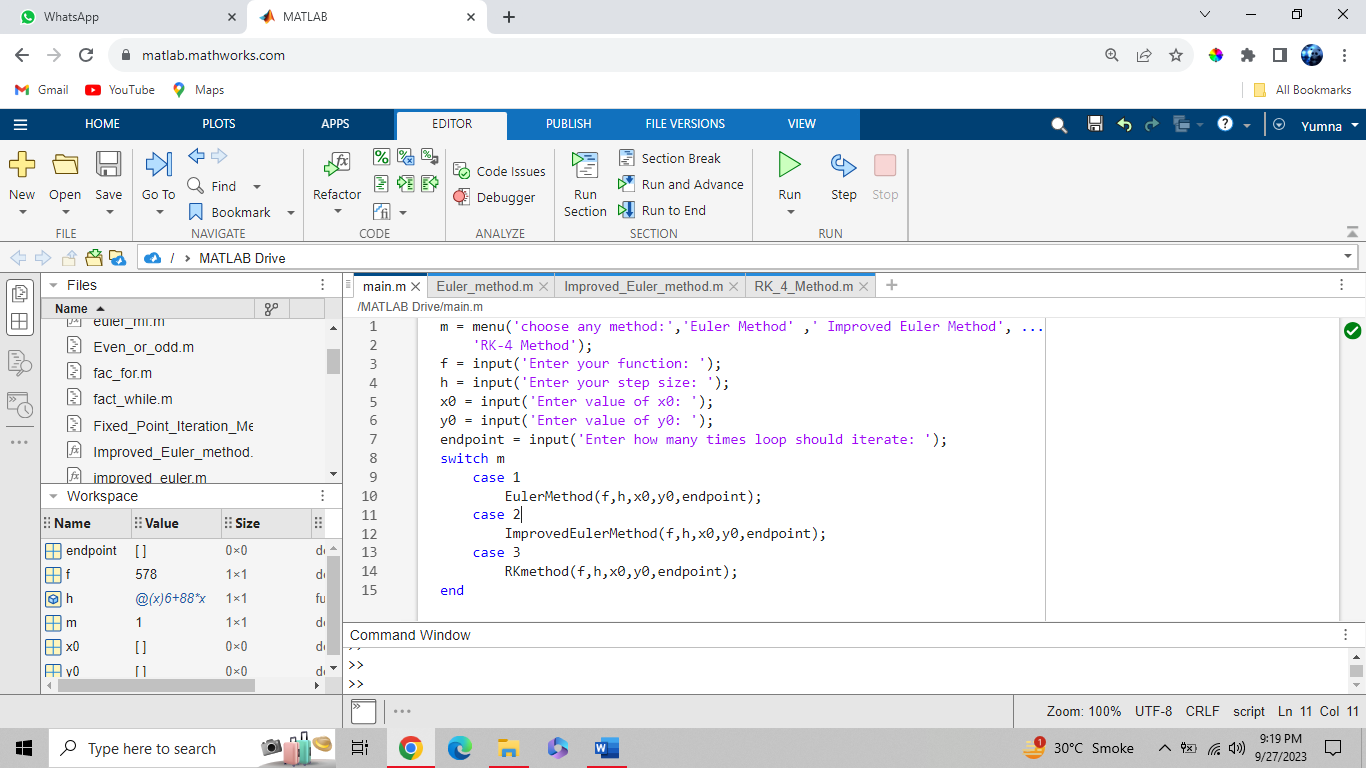 WhatsApp
MATLAB
matlab.mathworks.com
Gmail YouTube Maps All Bookmarks
HOME PLOTS APPS EDITOR PUBLISH FILE VERSIONS VIEW Yumna
New Open Save Go To Find Bookmark Refactor Code Issues Debugger Run Section Section Break Run and Advance Run to End Run Step Stop
FILE NAVIGATE CODE ANALYZE SECTION RUN
/ MATLAB Drive
Files
Name
euler_mf.m
Even_or_odd.m
fac_for.m
fact_while.m
Fixed_Point_Iteration_Me
Improved_Euler_method.
improved_euler.m
Workspace
Name Value Size
endpoint [ ] 0×0 d
f 578 1×1 d
h @(x)6+88*x 1×1 fu
m 1 1×1 d
x0 [ ] 0×0 d
y0 [ ] 0×0 d
main.m Euler_method.m Improved_Euler_method.m RK_4_Method.m
/MATLAB Drive/main.m
1 m = menu('choose any method:','Euler Method' ,' Improved Euler Method', ...
2 'RK-4 Method');
3 f = input('Enter your function: ');
4 h = input('Enter your step size: ');
5 x0 = input('Enter value of x0: ');
6 y0 = input('Enter value of y0: ');
7 endpoint = input('Enter how many times loop should iterate: ');
8 switch m
9 case 1
10 EulerMethod(f,h,x0,y0,endpoint);
11 case 2
12 ImprovedEulerMethod(f,h,x0,y0,endpoint);
13 case 3
14 RKmethod(f,h,x0,y0,endpoint);
15 end
Command Window
>>
>>
Zoom: 100% UTF-8 CRLF script Ln 11 Col 11
Type here to search
1 30°C Smoke
9:19 PM
9/27/2023